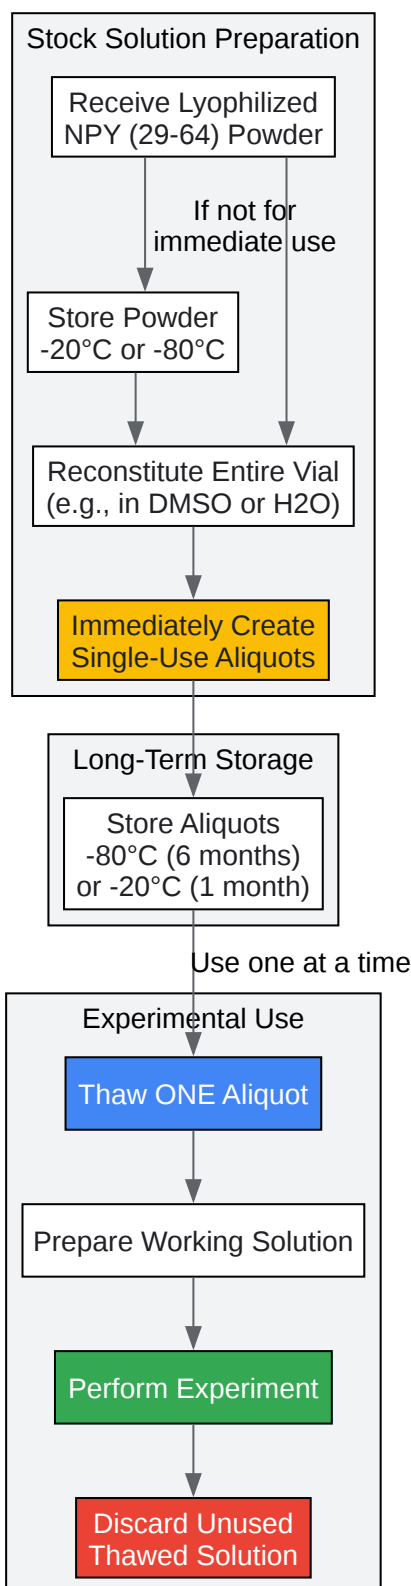 Stock Solution Preparation
Receive Lyophilized
NPY (29-64) Powder
If not for
immediate use
Store Powder
-20°C or -80°C
Reconstitute Entire Vial
(e.g., in DMSO or H2O)
Immediately Create
Single-Use Aliquots
Long-Term Storage
Store Aliquots
-80°C (6 months)
or -20°C (1 month)
Use one at a time
Experimental Use
Thaw ONE Aliquot
Prepare Working Solution
Perform Experiment
Discard Unused
Thawed Solution